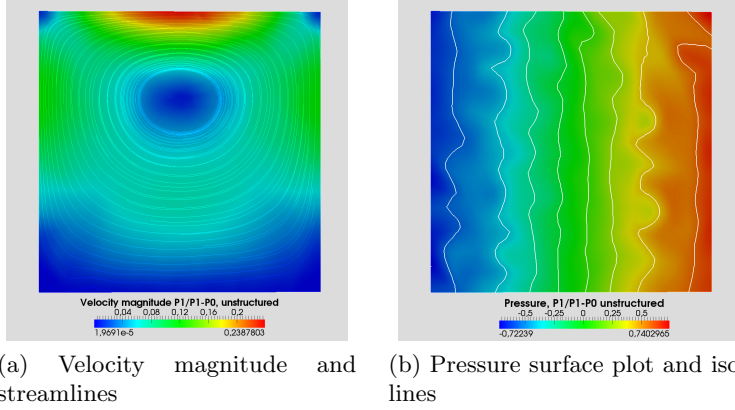 Velocity magnitude P1/P1-P0, unstructured
0,04 0,08 0,12 0,16 0,2
1,9691e-5 0,2387803
Pressure, P1/P1-P0 unstructured
-0,5 -0,25 0 0,25 0,5
-0,72239 0,7402965
a) Velocity magnitude and
streamlines
(b) Pressure surface plot and iso
lines